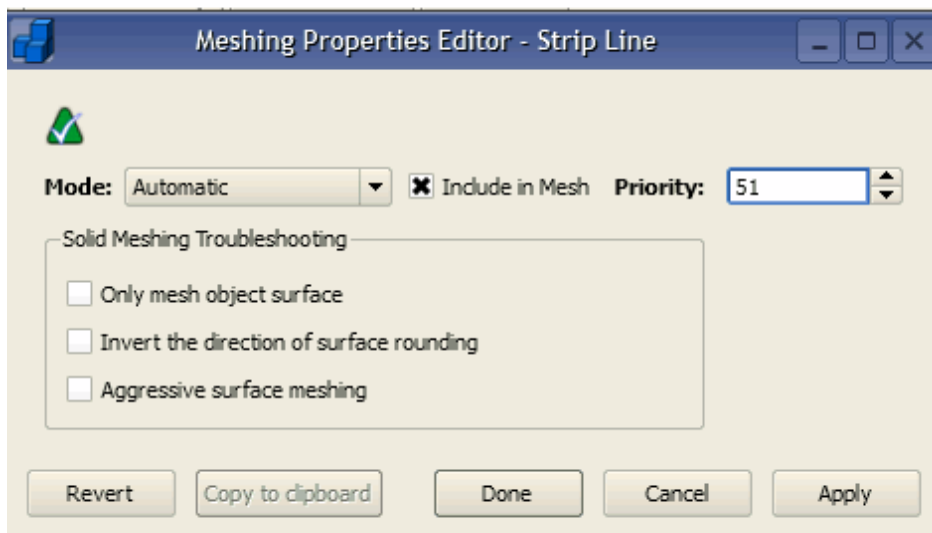 Meshing Properties Editor - Strip Line
Mode: Automatic Include in Mesh Priority: 51
Solid Meshing Troubleshooting
Only mesh object surface
Invert the direction of surface rounding
Aggressive surface meshing
Revert Copy to clipboard Done Cancel Apply